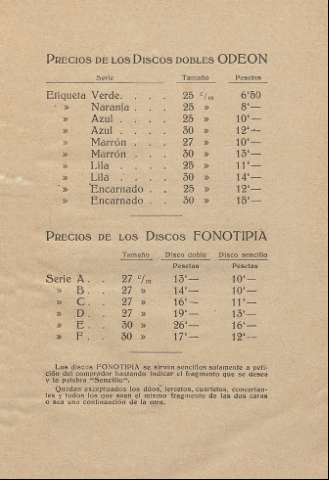 PRECIOS DE LOS DISCOS DOBLES ODEON
Serie Tamaño Pesetas
Etiqueta Verde. . . . 25 c/m 6'50
» Naranja . . . 25 » 8'—
» Azul . . . . 25 » 10'—
» Azul . . . . 30 » 12'—
» Marrón . . . 27 » 10'—
» Marrón . . . 30 » 13'—
» Lila . . . . 25 » 11'—
» Lila . . . . 30 » 14'—
» Encarnado . . 25 » 12'—
» Encarnado . . 30 » 15'—
PRECIOS DE LOS DISCOS FONOTIPIA
Tamaño Disco doble Disco sencillo
Pesetas Pesetas
Serie A . . 27 c/m 13'— 10'—
» B . . 27 » 14'— 10'—
» C . . 27 » 16'— 11'—
» D . . 27 » 19'— 13'—
» E . . 30 » 26'— 16'—
» F . . 30 » 17'— 12'—
Los discos FONOTIPIA se sirven sencillos solamente a peti-
ción del comprador bastando indicar el fragmento que se desee
y la palabra "Sencillo".
Quedan exceptuados los dúos, tercetos, cuartetos, concertan-
tes y todos los que sean el mismo fragmento de las dos caras
o sea una continuación de la otra.